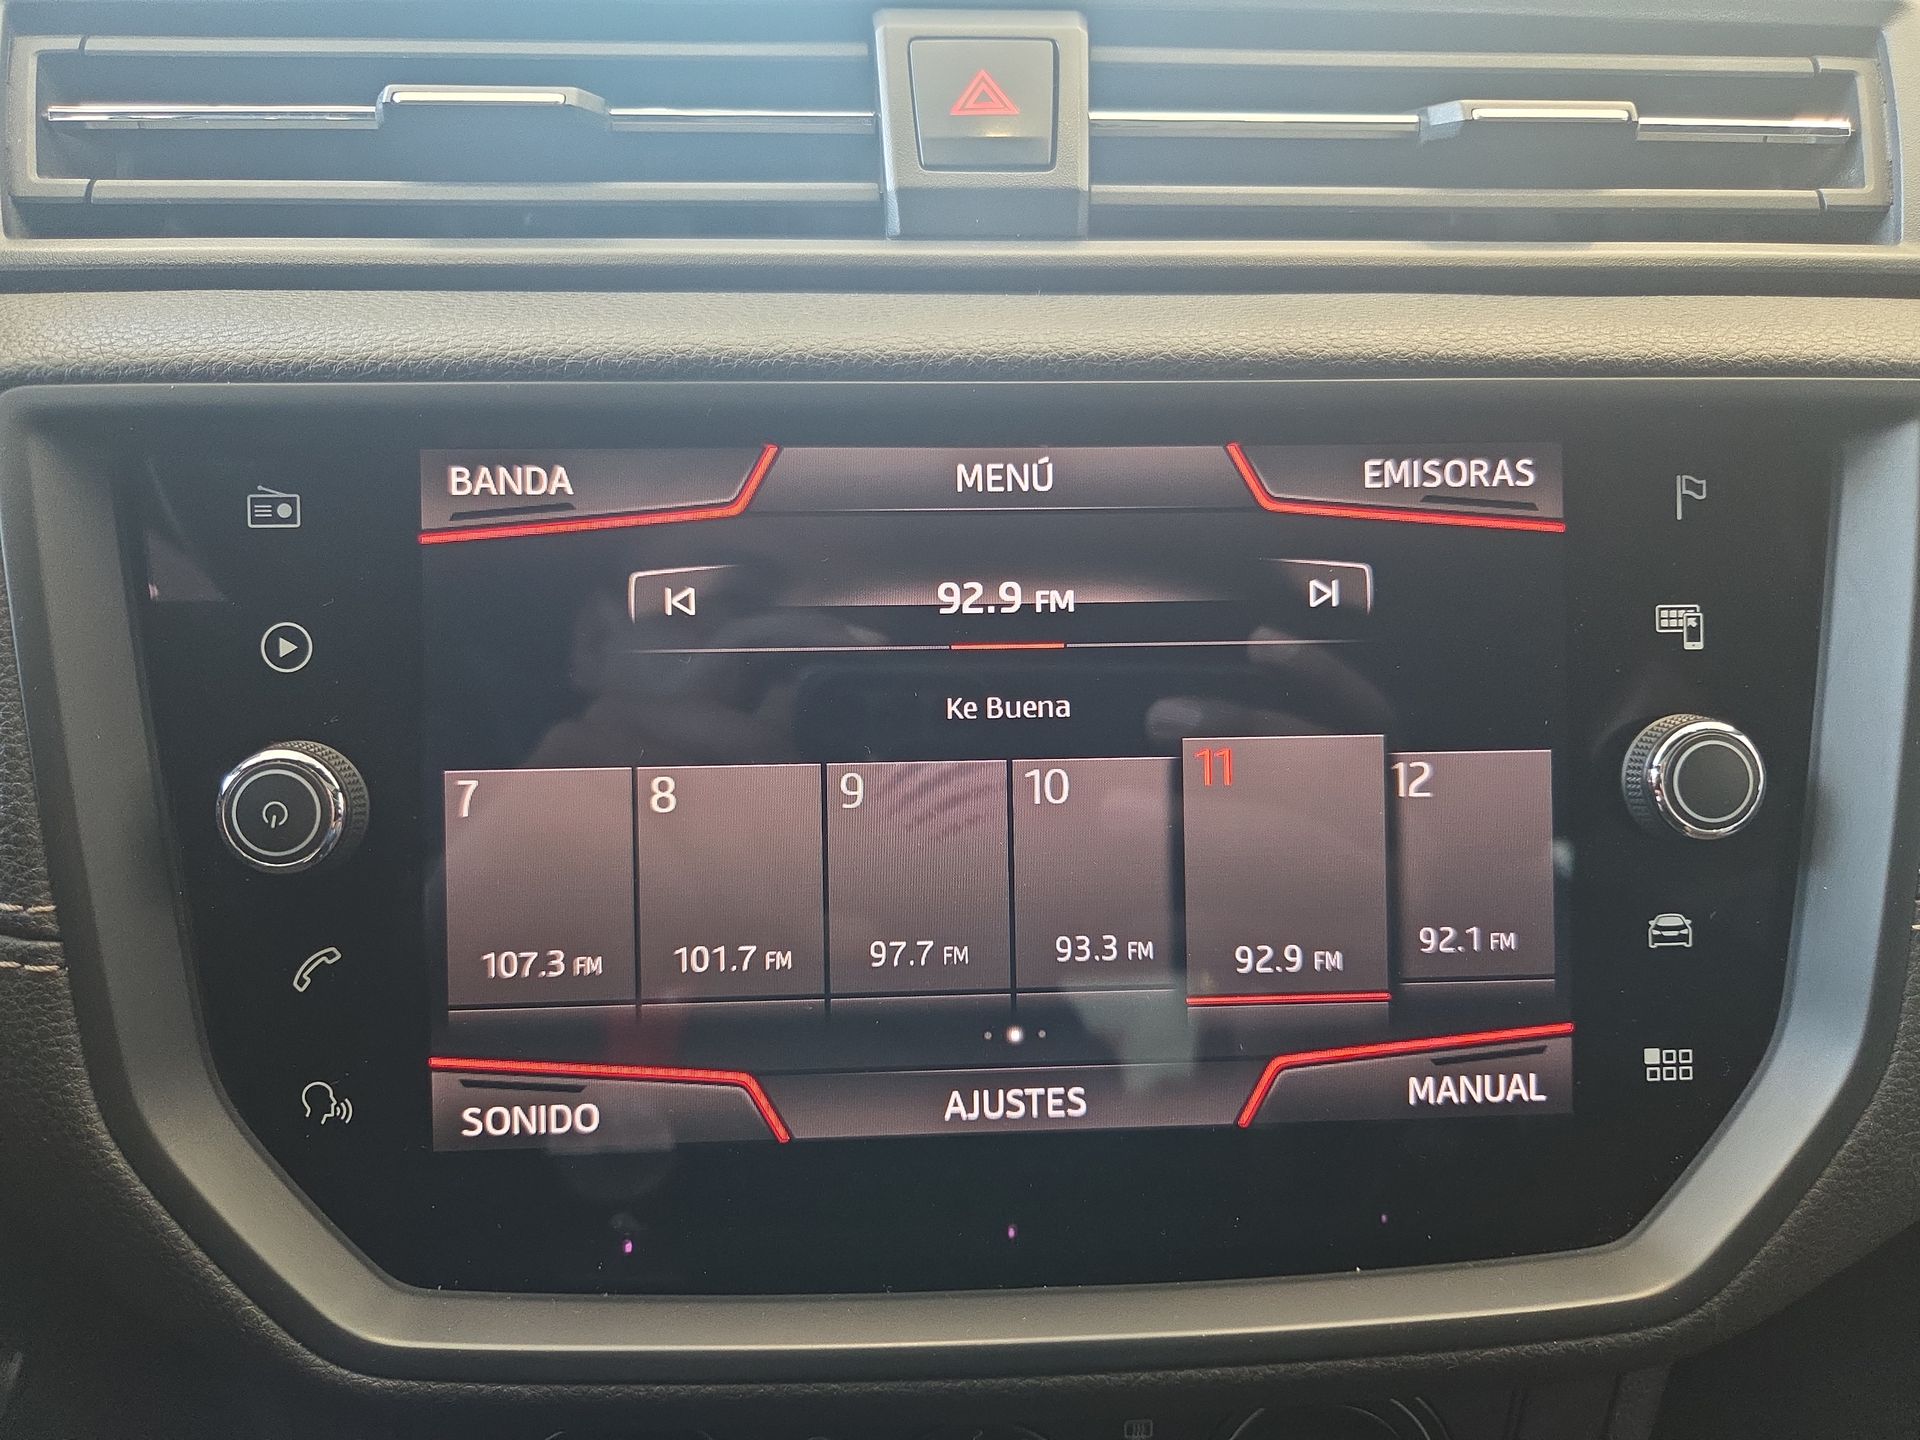 BANDA MENÚ EMISORAS
92.9 FM
Ke Buena
7 8 9 10 11 12
107.3 FM 101.7 FM 97.7 FM 93.3 FM 92.9 FM 92.1 FM
SONIDO AJUSTES MANUAL